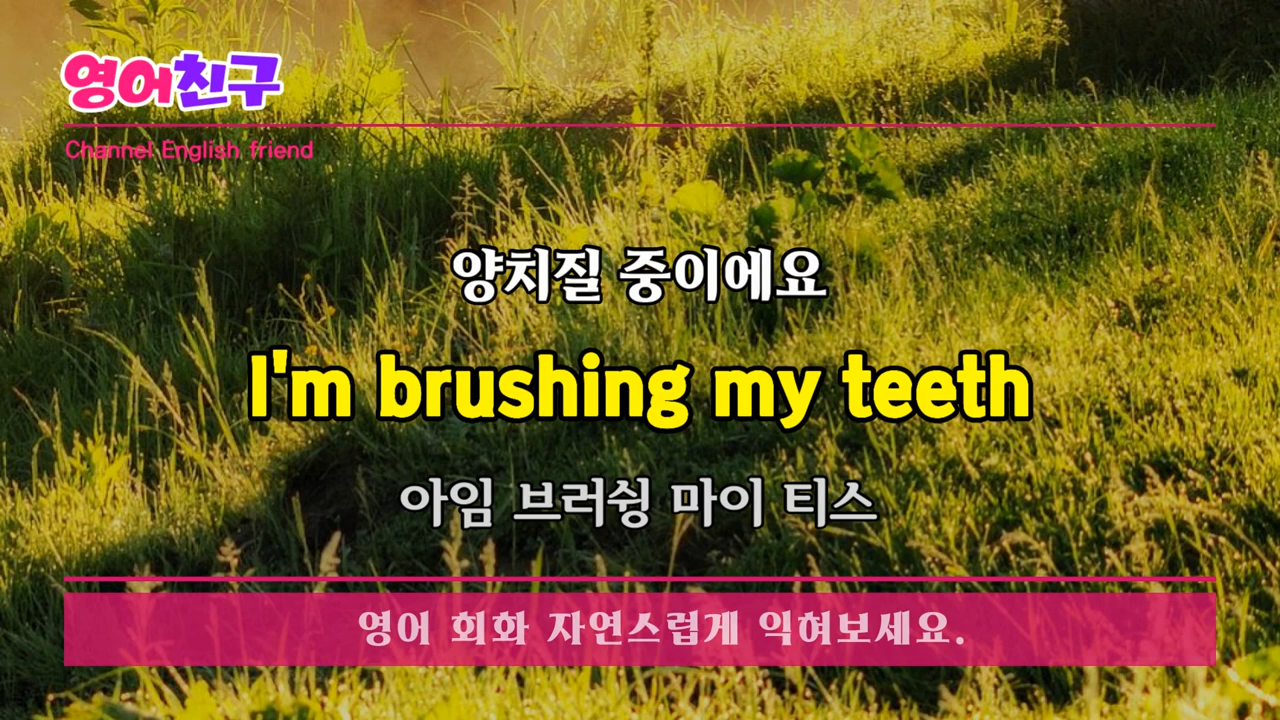 영어친구
Channel English friend
양치질 중이에요
I'm brushing my teeth
아임 브러슁 마이 티스
영어 회화 자연스럽게 익혀보세요.